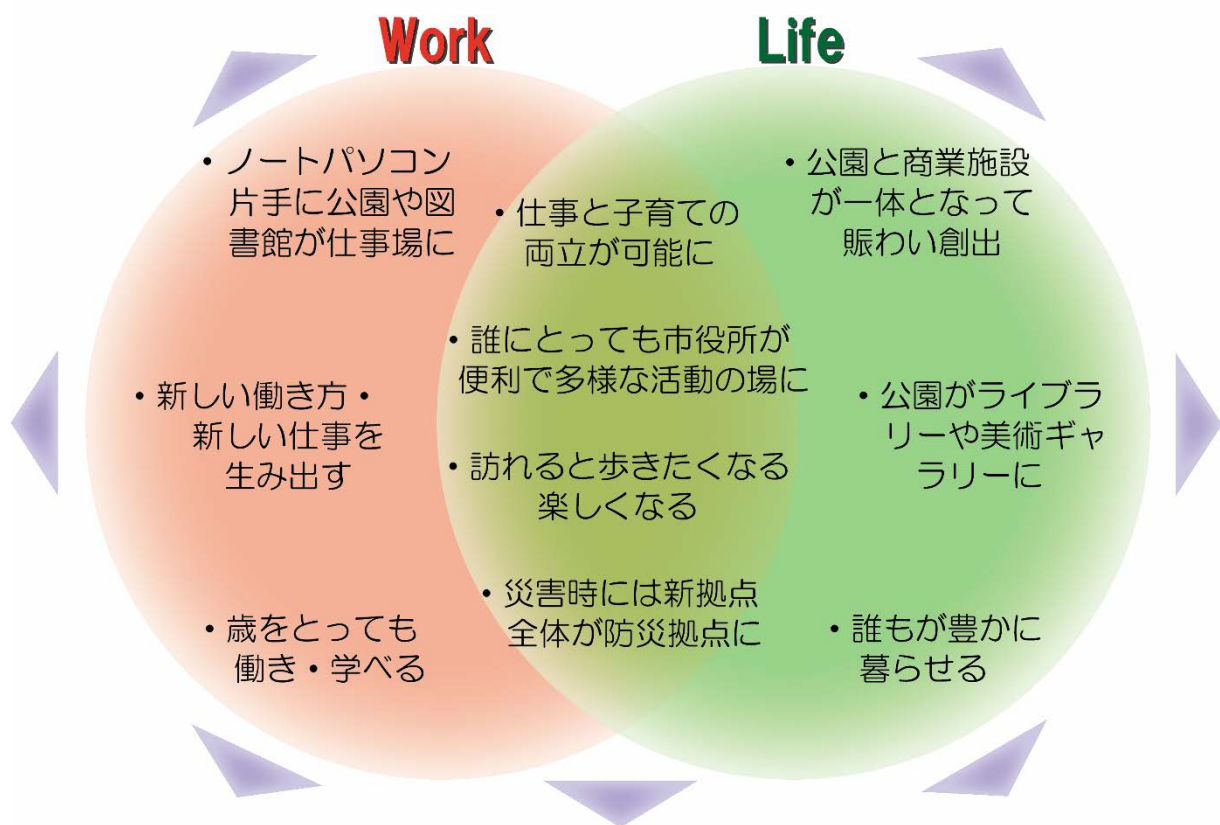 Work
・ノートパソコン
片手に公園や図
書館が仕事場に
・新しい働き方・
新しい仕事を
生み出す
・歳をとっても
働き・学べる
・仕事と子育ての
両立が可能に
・誰にとっても市役所が
便利で多様な活動の場に
・訪れると歩きたくなる
楽しくなる
・災害時には新拠点
全体が防災拠点に
Life
・公園と商業施設
が一体となって
賑わい創出
・公園がライブラ
リーや美術ギャ
ラリーに
・誰もが豊かに
暮らせる